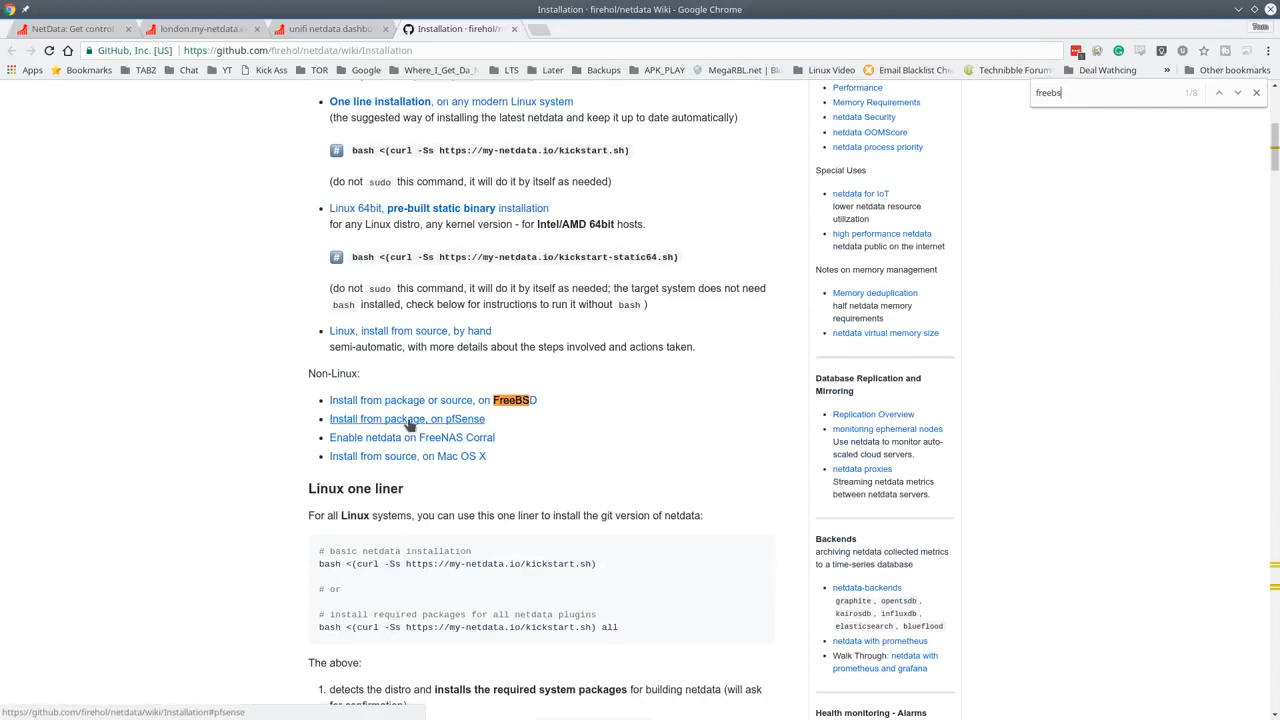 Installation · firehol/netdata Wiki - Google Chrome
NetData: Get control
london.my-netdata.
unifi netdata dashbo
Installation · firehol/n
Tom
GitHub, Inc. [US] | https://github.com/firehol/netdata/wiki/Installation
Apps Bookmarks TABZ Chat YT Kick Ass TOR Google Where_I_Get_Da_ LTS Later Backups APK_PLAY MegaRBL.net | Bl Linux Video Email Blacklist Che Technibble Forum Deal Wathcing » Other bookmarks
freebs 1/8
One line installation, on any modern Linux system
(the suggested way of installing the latest netdata and keep it up to date automatically)
# bash <(curl -Ss https://my-netdata.io/kickstart.sh)
(do not sudo this command, it will do it by itself as needed)
Linux 64bit, pre-built static binary installation
for any Linux distro, any kernel version - for Intel/AMD 64bit hosts.
# bash <(curl -Ss https://my-netdata.io/kickstart-static64.sh)
(do not sudo this command, it will do it by itself as needed; the target system does not need
bash installed, check below for instructions to run it without bash )
Linux, install from source, by hand
semi-automatic, with more details about the steps involved and actions taken.
Non-Linux:
Install from package or source, on FreeBSD
Install from package, on pfSense
Enable netdata on FreeNAS Corral
Install from source, on Mac OS X
Linux one liner
For all Linux systems, you can use this one liner to install the git version of netdata:
# basic netdata installation
bash <(curl -Ss https://my-netdata.io/kickstart.sh)
# or
# install required packages for all netdata plugins
bash <(curl -Ss https://my-netdata.io/kickstart.sh) all
The above:
1. detects the distro and installs the required system packages for building netdata (will ask
for confirmation)
Performance
Memory Requirements
netdata Security
netdata OOMScore
netdata process priority
Special Uses
netdata for IoT
lower netdata resource
utilization
high performance netdata
netdata public on the internet
Notes on memory management
Memory deduplication
half netdata memory
requirements
netdata virtual memory size
Database Replication and
Mirroring
Replication Overview
monitoring ephemeral nodes
Use netdata to monitor auto-
scaled cloud servers.
netdata proxies
Streaming netdata metrics
between netdata servers.
Backends
archiving netdata collected metrics
to a time-series database
netdata-backends
graphite , opentsdb ,
kairosdb , influxdb ,
elasticsearch , blueflood
netdata with prometheus
Walk Through: netdata with
prometheus and grafana
Health monitoring - Alarms
https://github.com/firehol/netdata/wiki/Installation#pfsense